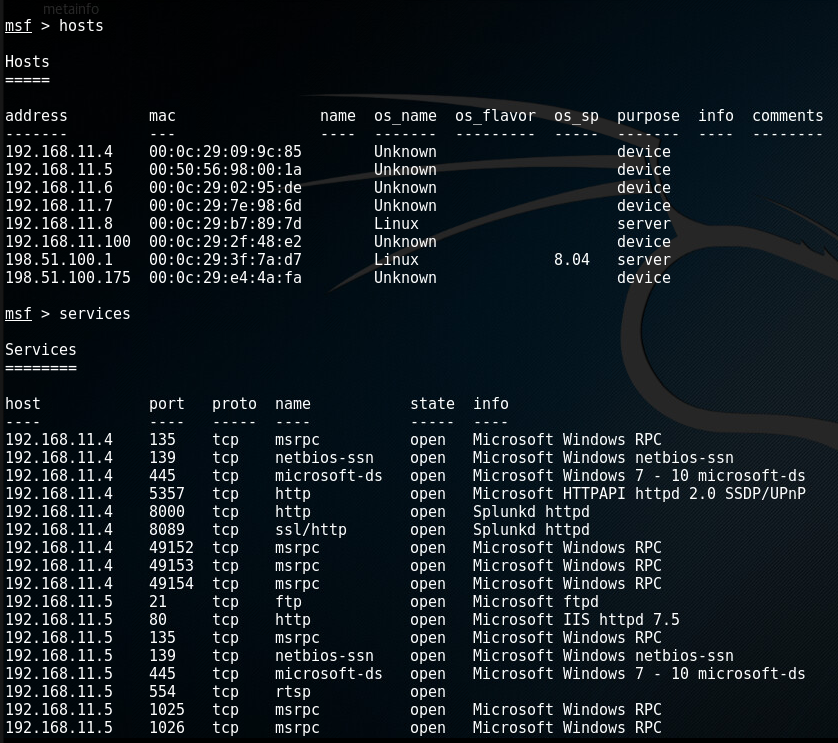 metainfo
msf > hosts
Hosts
=====
address         mac                name  os_name  os_flavor  os_sp  purpose  info  comments
-------         ---                ----  -------  ---------  -----  -------  ----  --------
192.168.11.4    00:0c:29:09:9c:85        Unknown                    device
192.168.11.5    00:50:56:98:00:1a        Unknown                    device
192.168.11.6    00:0c:29:02:95:de        Unknown                    device
192.168.11.7    00:0c:29:7e:98:6d        Unknown                    device
192.168.11.8    00:0c:29:b7:89:7d        Linux                      server
192.168.11.100  00:0c:29:2f:48:e2        Unknown                    device
198.51.100.1    00:0c:29:3f:7a:d7        Linux               8.04   server
198.51.100.175  00:0c:29:e4:4a:fa        Unknown                    device
msf > services
Services
========
host            port   proto  name           state  info
----            ----   -----  ----           -----  ----
192.168.11.4    135    tcp    msrpc          open   Microsoft Windows RPC
192.168.11.4    139    tcp    netbios-ssn    open   Microsoft Windows netbios-ssn
192.168.11.4    445    tcp    microsoft-ds   open   Microsoft Windows 7 - 10 microsoft-ds
192.168.11.4    5357   tcp    http           open   Microsoft HTTPAPI httpd 2.0 SSDP/UPnP
192.168.11.4    8000   tcp    http           open   Splunkd httpd
192.168.11.4    8089   tcp    ssl/http       open   Splunkd httpd
192.168.11.4    49152  tcp    msrpc          open   Microsoft Windows RPC
192.168.11.4    49153  tcp    msrpc          open   Microsoft Windows RPC
192.168.11.4    49154  tcp    msrpc          open   Microsoft Windows RPC
192.168.11.5    21     tcp    ftp            open   Microsoft ftpd
192.168.11.5    80     tcp    http           open   Microsoft IIS httpd 7.5
192.168.11.5    135    tcp    msrpc          open   Microsoft Windows RPC
192.168.11.5    139    tcp    netbios-ssn    open   Microsoft Windows netbios-ssn
192.168.11.5    445    tcp    microsoft-ds   open   Microsoft Windows 7 - 10 microsoft-ds
192.168.11.5    554    tcp    rtsp           open
192.168.11.5    1025   tcp    msrpc          open   Microsoft Windows RPC
192.168.11.5    1026   tcp    msrpc          open   Microsoft Windows RPC